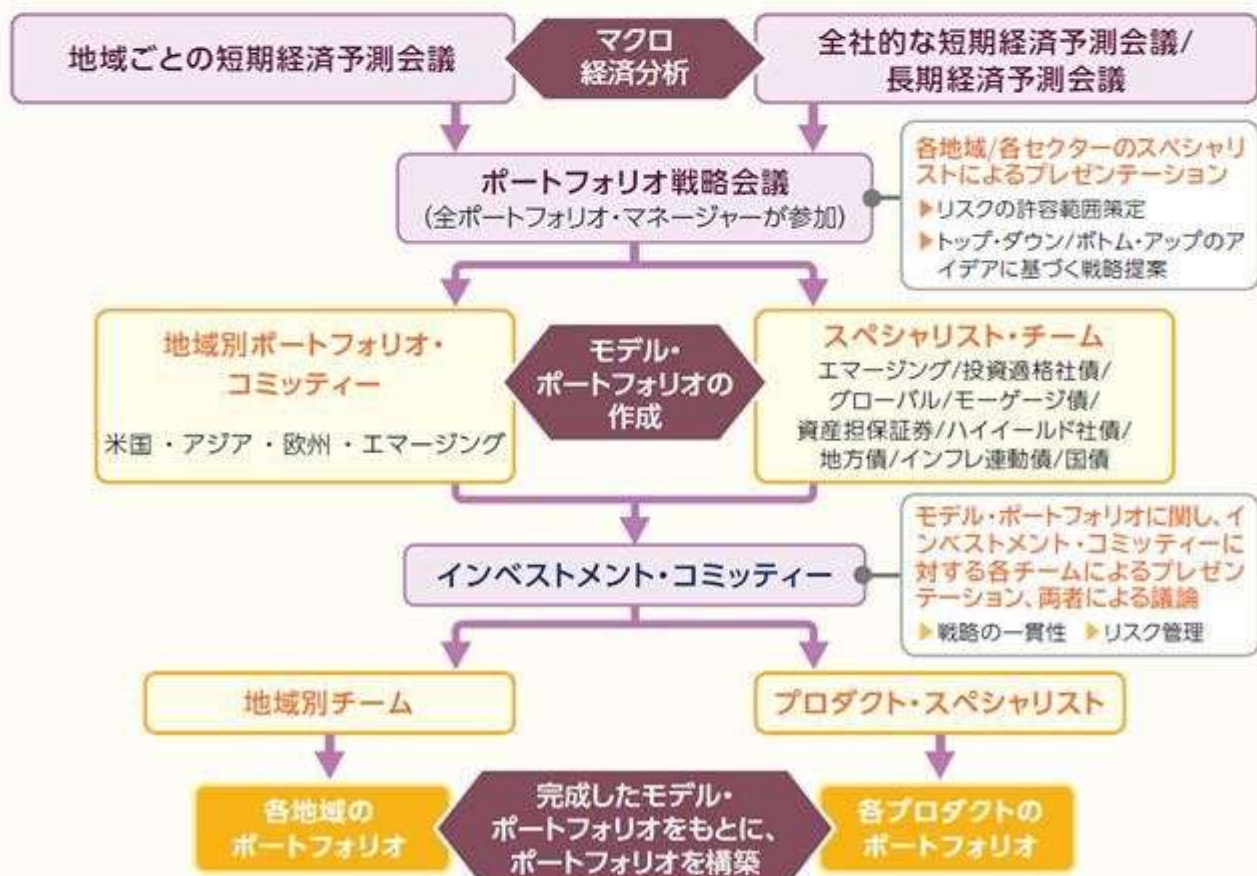 地域ごとの短期経済予測会議
マクロ
経済分析
全社的な短期経済予測会議/
長期経済予測会議
ポートフォリオ戦略会議
(全ポートフォリオ・マネージャーが参加)
各地域/各セクターのスペシャリ
ストによるプレゼンテーション
▶リスクの許容範囲策定
▶トップ・ダウン/ボトム・アップのア
イデアに基づく戦略提案
地域別ポートフォリオ・
コミッティー
米国・アジア・欧州・エマージング
モデル・
ポートフォリオの
作成
スペシャリスト・チーム
エマージング/投資適格社債/
グローバル/モーゲージ債/
資産担保証券/ハイイールド社債/
地方債/インフレ連動債/国債
インベストメント・コミッティー
モデル・ポートフォリオに関し、イ
ンベストメント・コミッティーに
対する各チームによるプレゼン
テーション、両者による議論
▶戦略の一貫性 ▶リスク管理
地域別チーム
プロダクト・スペシャリスト
各地域の
ポートフォリオ
完成したモデル・
ポートフォリオをもとに、
ポートフォリオを構築
各プロダクトの
ポートフォリオ